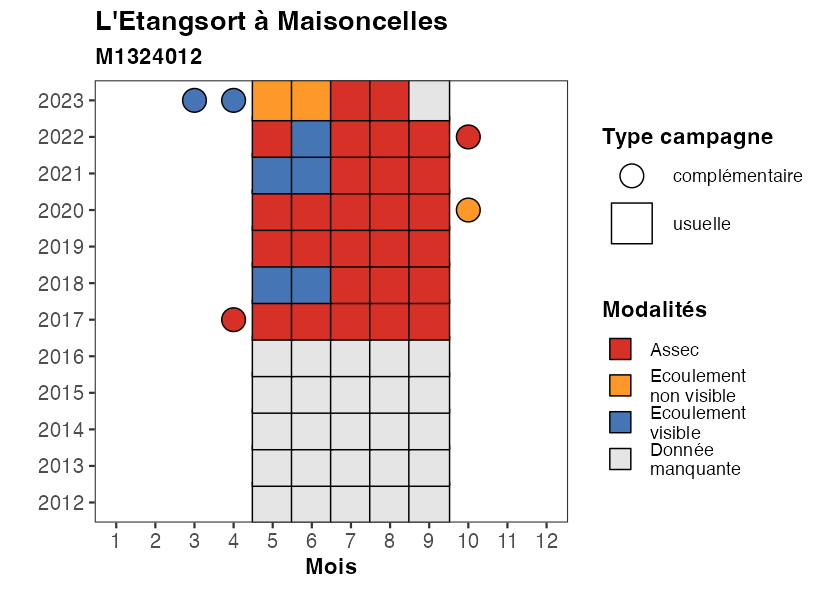 L'Etangsort à Maisoncelles
M1324012
2023
2022
2021
2020
2019
2018
2017
2016
2015
2014
2013
2012
1 2 3 4 5 6 7 8 9 10 11 12
Mois
Type campagne
complémentaire
usuelle
Modalités
Assec
Ecoulement
non visible
Ecoulement
visible
Donnée
manquante